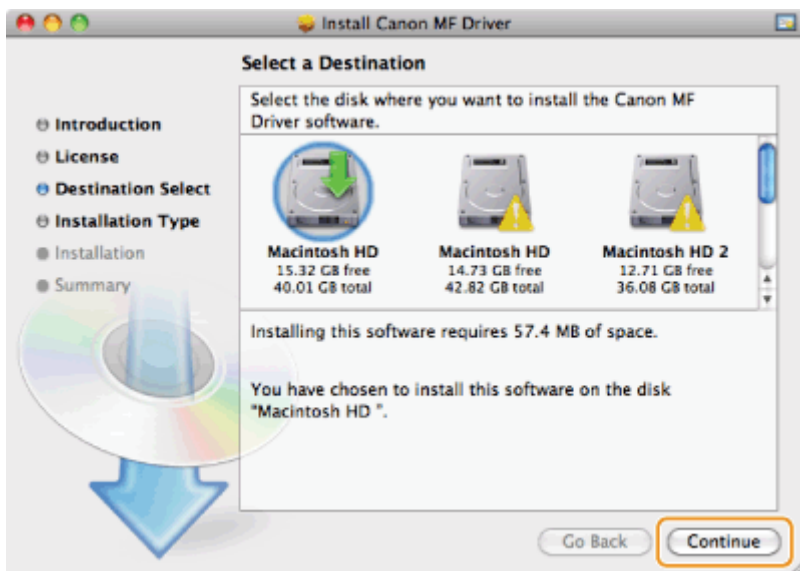 Install Canon MF Driver
Select a Destination
Introduction
License
Destination Select
Installation Type
Installation
Summary
Select the disk where you want to install the Canon MF
Driver software.
Macintosh HD
15.32 GB free
40.01 GB total
Macintosh HD
14.73 GB free
42.82 GB total
Macintosh HD 2
12.71 GB free
36.08 GB total
Installing this software requires 57.4 MB of space.
You have chosen to install this software on the disk
"Macintosh HD ".
Go Back
Continue